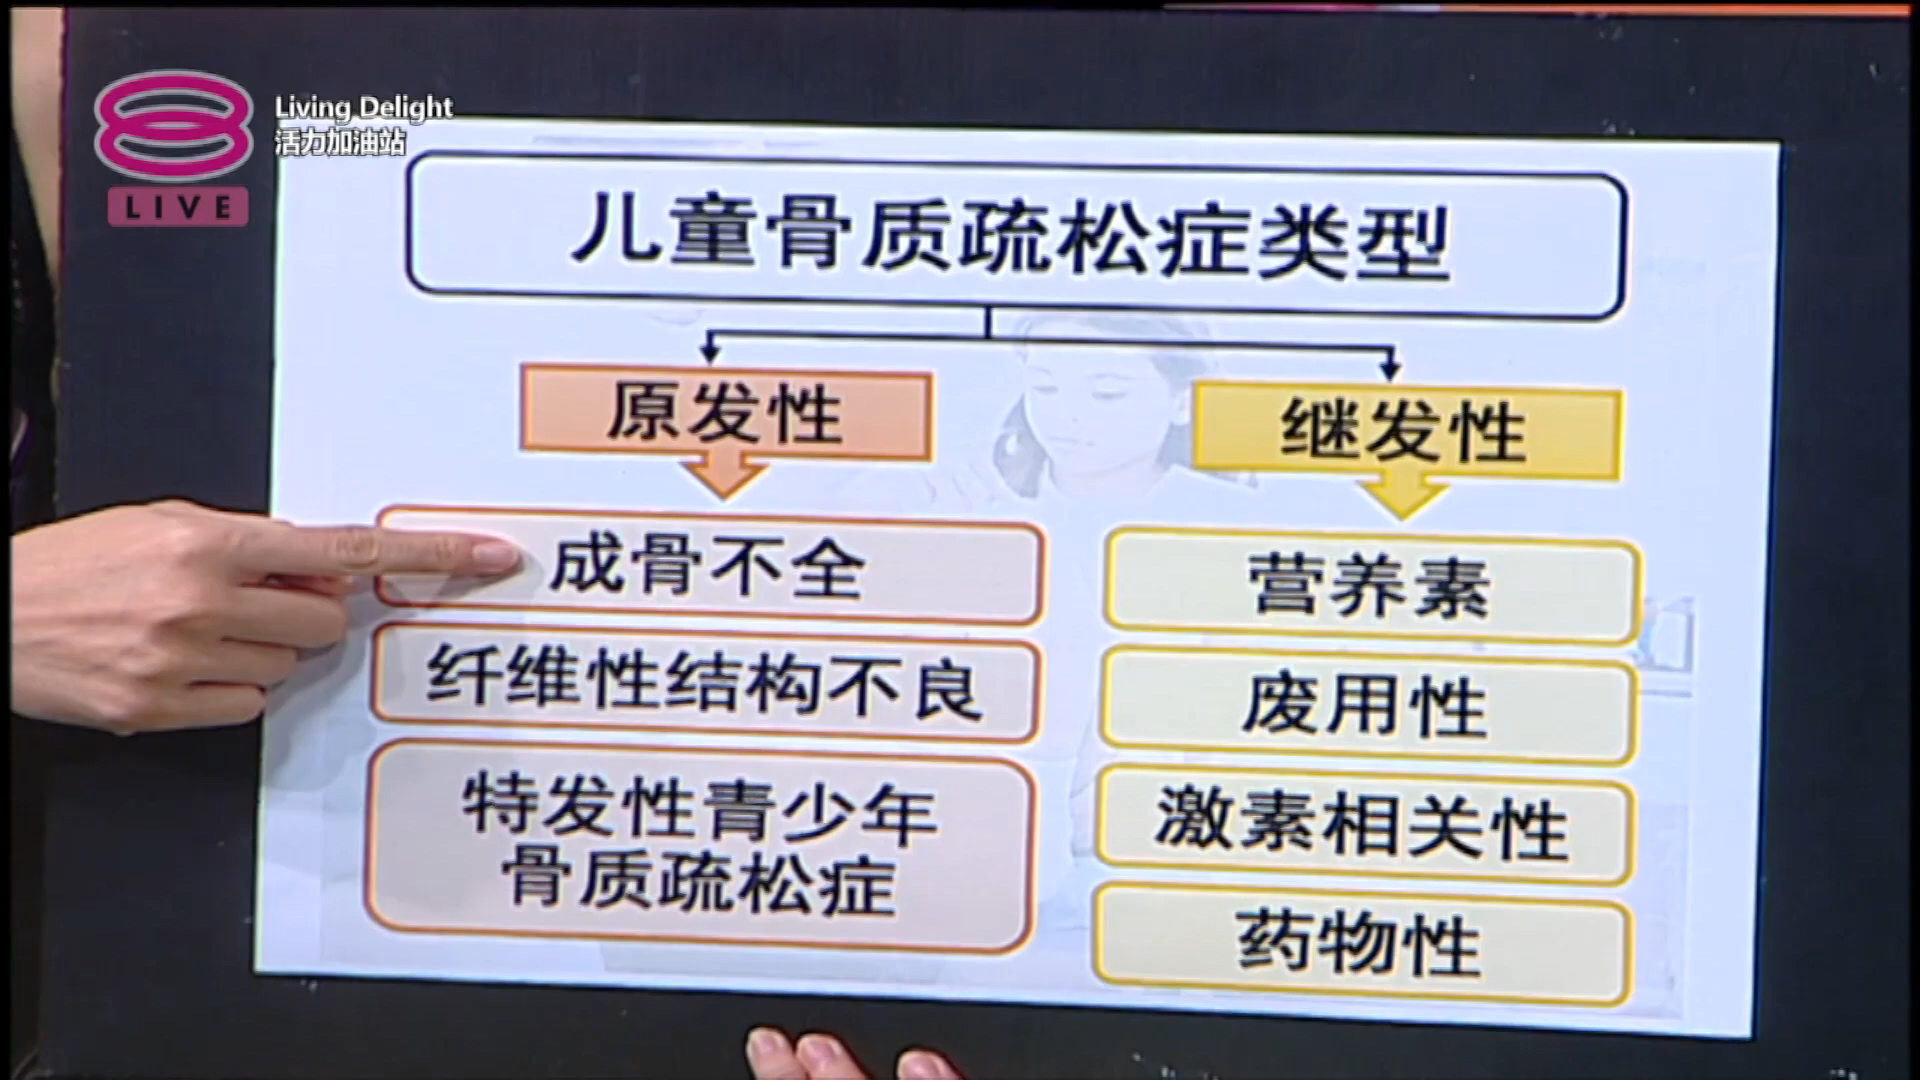 Living Delight
活力加油站
LIVE
儿童骨质疏松症类型
原发性
继发性
成骨不全
纤维性结构不良
特发性青少年
骨质疏松症
营养素
废用性
激素相关性
药物性